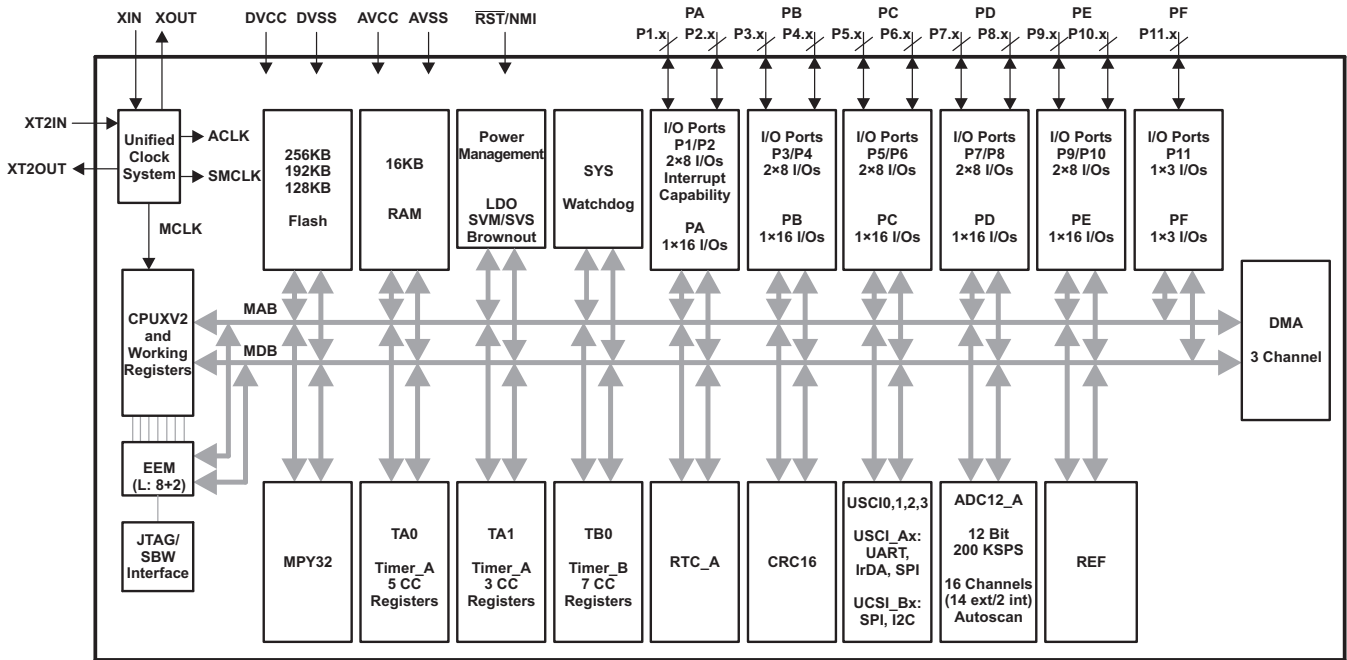 XIN XOUT DVCC DVSS AVCC AVSS RST/NMI
PA PB PC PD PE PF
P1.x P2.x P3.x P4.x P5.x P6.x P7.x P8.x P9.x P10.x P11.x
XT2IN
XT2OUT
Unified
Clock
System
ACLK
SMCLK
MCLK
256KB
192KB
128KB
Flash
16KB
RAM
Power
Management
LDO
SVM/SVS
Brownout
SYS
Watchdog
I/O Ports
P1/P2
2×8 I/Os
Interrupt
Capability
PA
1×16 I/Os
I/O Ports
P3/P4
2×8 I/Os
PB
1×16 I/Os
I/O Ports
P5/P6
2×8 I/Os
PC
1×16 I/Os
I/O Ports
P7/P8
2×8 I/Os
PD
1×16 I/Os
I/O Ports
P9/P10
2×8 I/Os
PE
1×16 I/Os
I/O Ports
P11
1×3 I/Os
PF
1×3 I/Os
CPUXV2
and
Working
Registers
MAB
MDB
DMA
3 Channel
EEM
(L: 8+2)
JTAG/
SBW
Interface
MPY32
TA0
Timer_A
5 CC
Registers
TA1
Timer_A
3 CC
Registers
TB0
Timer_B
7 CC
Registers
RTC_A
CRC16
USCI0,1,2,3
USCI_Ax:
UART,
IrDA, SPI
UCSI_Bx:
SPI, I2C
ADC12_A
12 Bit
200 KSPS
16 Channels
(14 ext/2 int)
Autoscan
REF